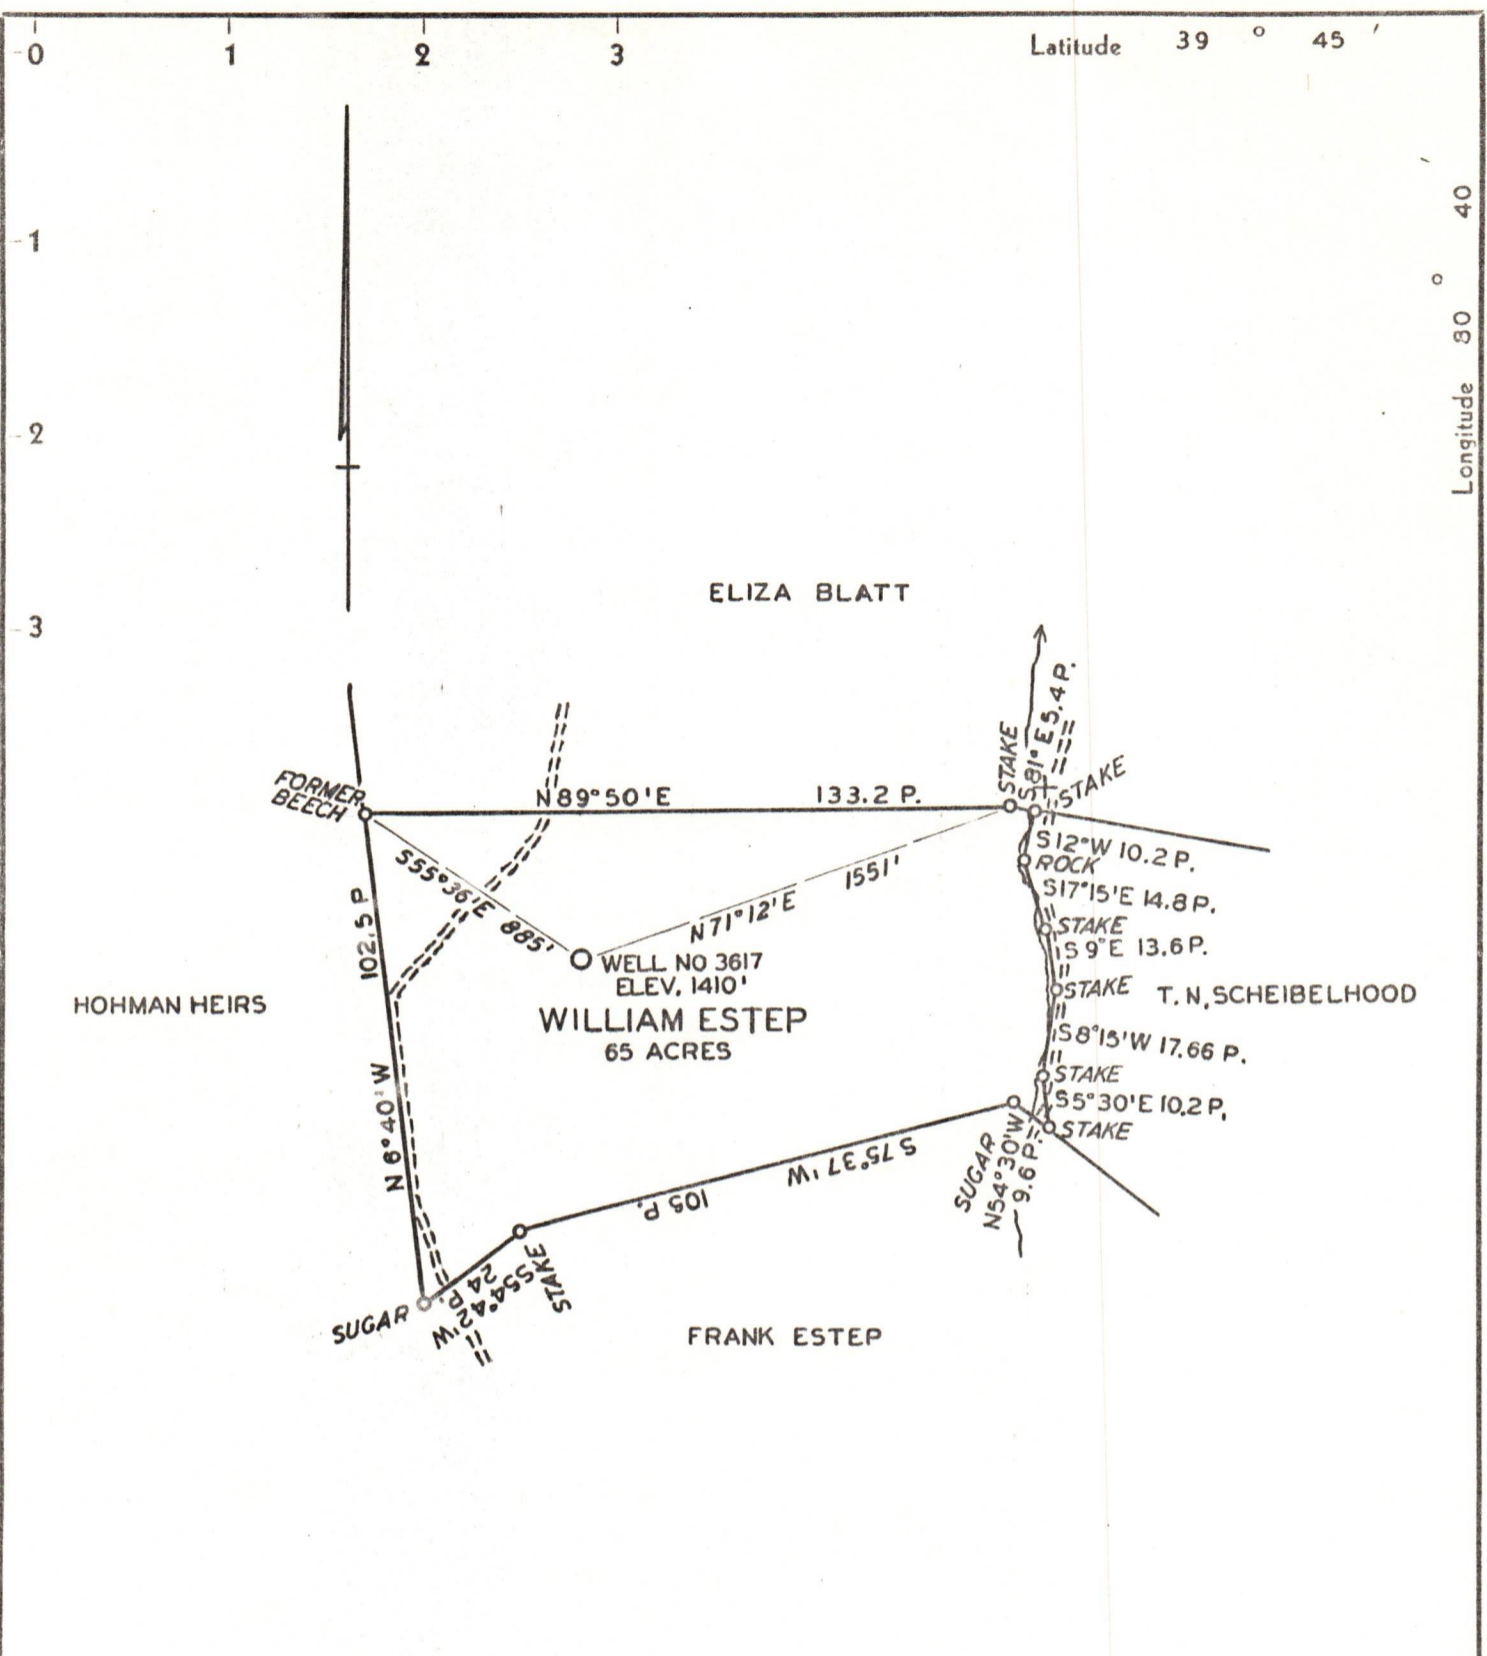 0 1 2 3
Latitude 39 ° 45 '
Longitude 80 ° 40
1
2
3
ELIZA BLATT
FORMER
BEECH
N 89°50'E 133.2 P.
STAKE
S 81° E 5.4 P.
STAKE
S 12°W 10.2 P.
ROCK
S 17°15'E 14.8 P.
STAKE
S 9°E 13.6 P.
STAKE
T. N. SCHEIBELHOOD
S 8°15'W 17.66 P.
STAKE
S 5°30'E 10.2 P.
STAKE
S55°36'E 885'
N 71°12'E 1551'
WELL NO 3617
ELEV. 1410'
WILLIAM ESTEP
65 ACRES
HOHMAN HEIRS
N 6°40'W 102.5 P
SUGAR
N54°30'W
9.6 P.
S 75°37'W 105 P.
STAKE
S54°42'W
24 P.
SUGAR
FRANK ESTEP